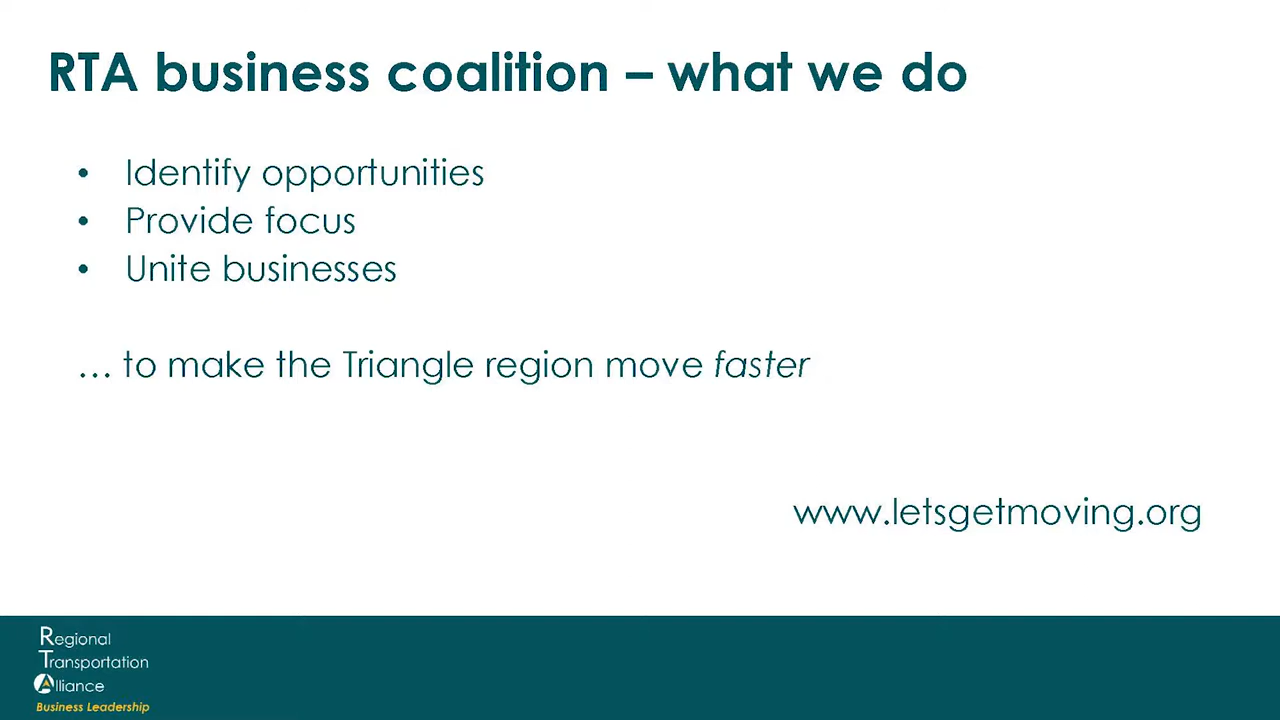 RTA business coalition – what we do
• Identify opportunities
• Provide focus
• Unite businesses
… to make the Triangle region move faster
www.letsgetmoving.org
Regional
Transportation
Alliance
Business Leadership